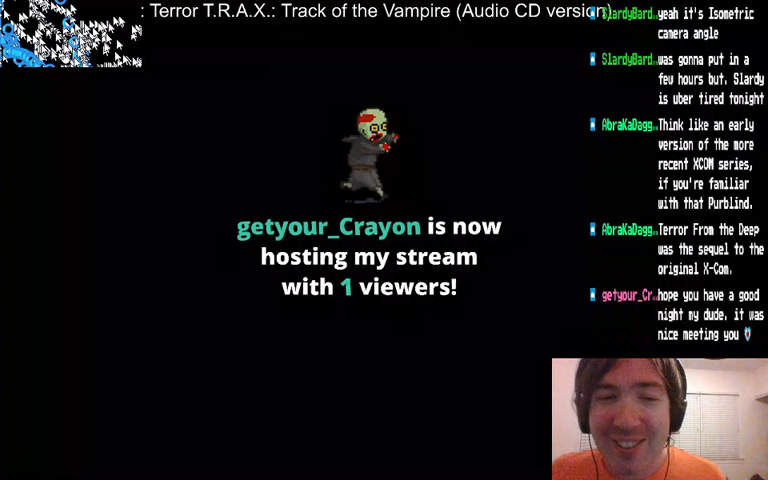 : Terror T.R.A.X.: Track of the Vampire (Audio CD version)
getyour_Crayon is now
hosting my stream
with 1 viewers!
SlardyBard.. yeah it's Isometric
camera angle
SlardyBard.. was gonna put in a
few hours but. Slardy
is uber tired tonight
AbraKaDagg.. Think like an early
version of the more
recent XCOM series,
if you're familiar
with that Purblind.
AbraKaDagg.. Terror From the Deep
was the sequel to the
original X-Com.
getyour_Cr.. hope you have a good
night my dude. it was
nice meeting you